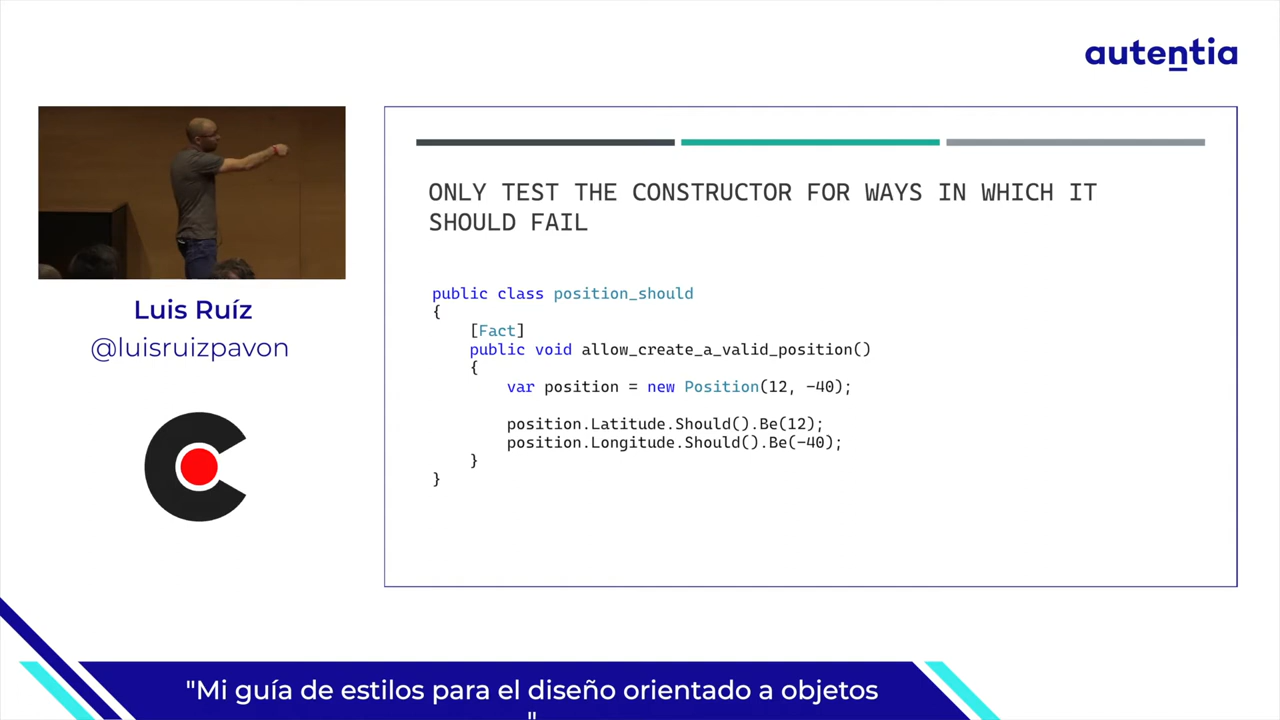 autentia
Luis Ruíz
@luisruizpavon
ONLY TEST THE CONSTRUCTOR FOR WAYS IN WHICH IT
SHOULD FAIL
public class position_should
{
[Fact]
public void allow_create_a_valid_position()
{
var position = new Position(12, -40);
position.Latitude.Should().Be(12);
position.Longitude.Should().Be(-40);
}
}
"Mi guía de estilos para el diseño orientado a objetos
"